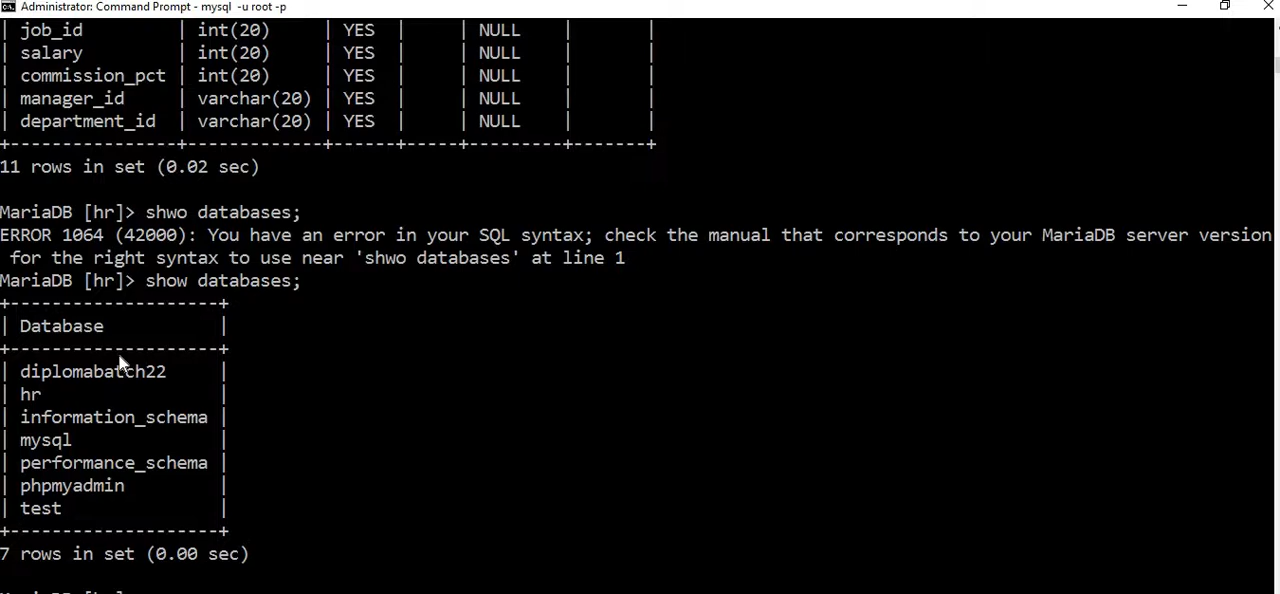 Administrator: Command Prompt - mysql -u root -p
| job_id | int(20) | YES | | NULL | |
| salary | int(20) | YES | | NULL | |
| commission_pct | int(20) | YES | | NULL | |
| manager_id | varchar(20) | YES | | NULL | |
| department_id | varchar(20) | YES | | NULL | |
+----------------+-------------+------+-----+---------+-------+
11 rows in set (0.02 sec)
MariaDB [hr]> shwo databases;
ERROR 1064 (42000): You have an error in your SQL syntax; check the manual that corresponds to your MariaDB server version
for the right syntax to use near 'shwo databases' at line 1
MariaDB [hr]> show databases;
+--------------------+
| Database |
+--------------------+
| diplomabatch22 |
| hr |
| information_schema |
| mysql |
| performance_schema |
| phpmyadmin |
| test |
+--------------------+
7 rows in set (0.00 sec)